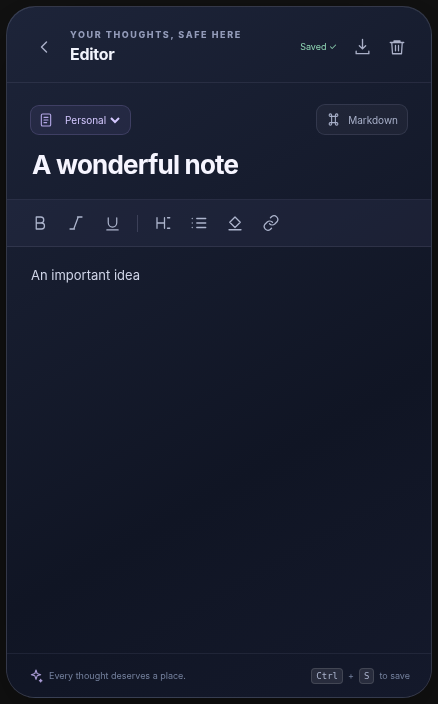 YOUR THOUGHTS, SAFE HERE
Editor
Saved ✓
Personal
Markdown
A wonderful note
B I U H
An important idea
Every thought deserves a place.
Ctrl + S to save